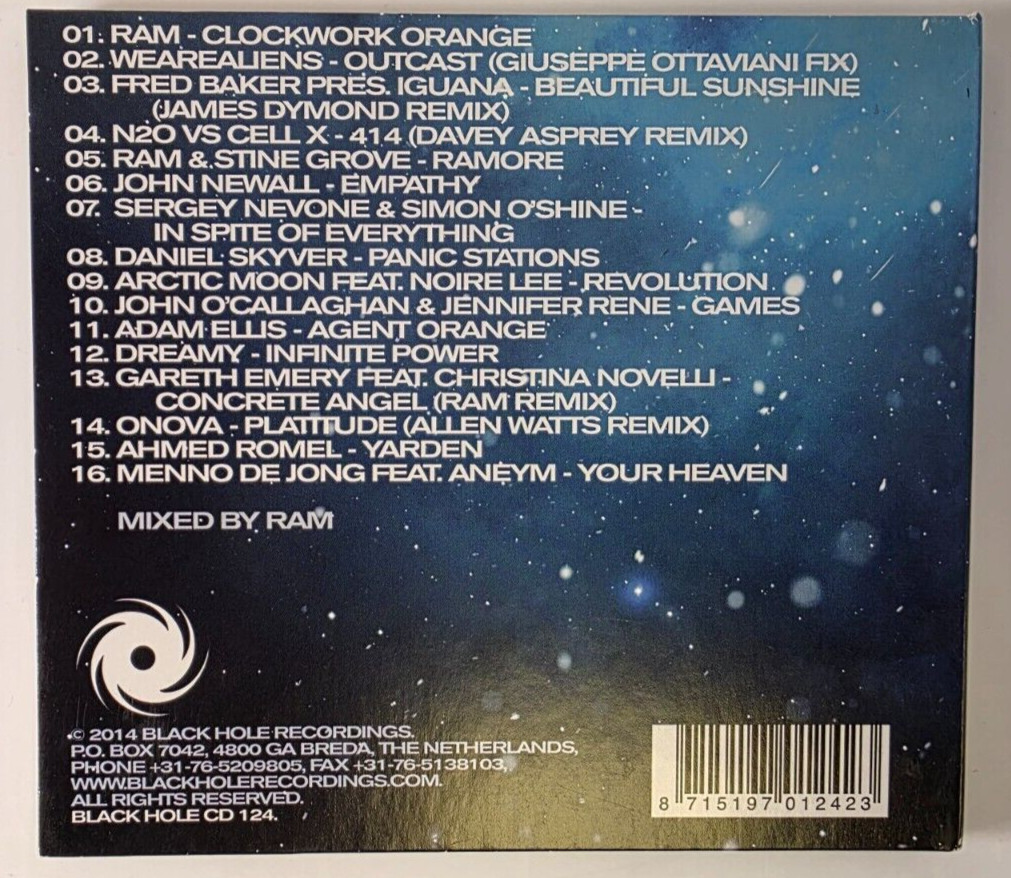 01. RAM - CLOCKWORK ORANGE
02. WEAREALIENS - OUTCAST (GIUSEPPE OTTAVIANI FIX)
03. FRED BAKER PRES. IGUANA - BEAUTIFUL SUNSHINE
(JAMES DYMOND REMIX)
04. N2O VS CELL X - 414 (DAVEY ASPREY REMIX)
05. RAM & STINE GROVE - RAMORE
06. JOHN NEWALL - EMPATHY
07. SERGEY NEVONE & SIMON O'SHINE -
IN SPITE OF EVERYTHING
08. DANIEL SKYVER - PANIC STATIONS
09. ARCTIC MOON FEAT. NOIRE LEE - REVOLUTION
10. JOHN O'CALLAGHAN & JENNIFER RENE - GAMES
11. ADAM ELLIS - AGENT ORANGE
12. DREAMY - INFINITE POWER
13. GARETH EMERY FEAT. CHRISTINA NOVELLI -
CONCRETE ANGEL (RAM REMIX)
14. ONOVA - PLATITUDE (ALLEN WATTS REMIX)
15. AHMED ROMEL - YARDEN
16. MENNO DE JONG FEAT. ANEYM - YOUR HEAVEN
MIXED BY RAM
© 2014 BLACK HOLE RECORDINGS.
P.O. BOX 7042, 4800 GA BREDA, THE NETHERLANDS,
PHONE +31-76-5209805, FAX +31-76-5138103,
WWW.BLACKHOLERECORDINGS.COM.
ALL RIGHTS RESERVED.
BLACK HOLE CD 124.
8 715197 012423